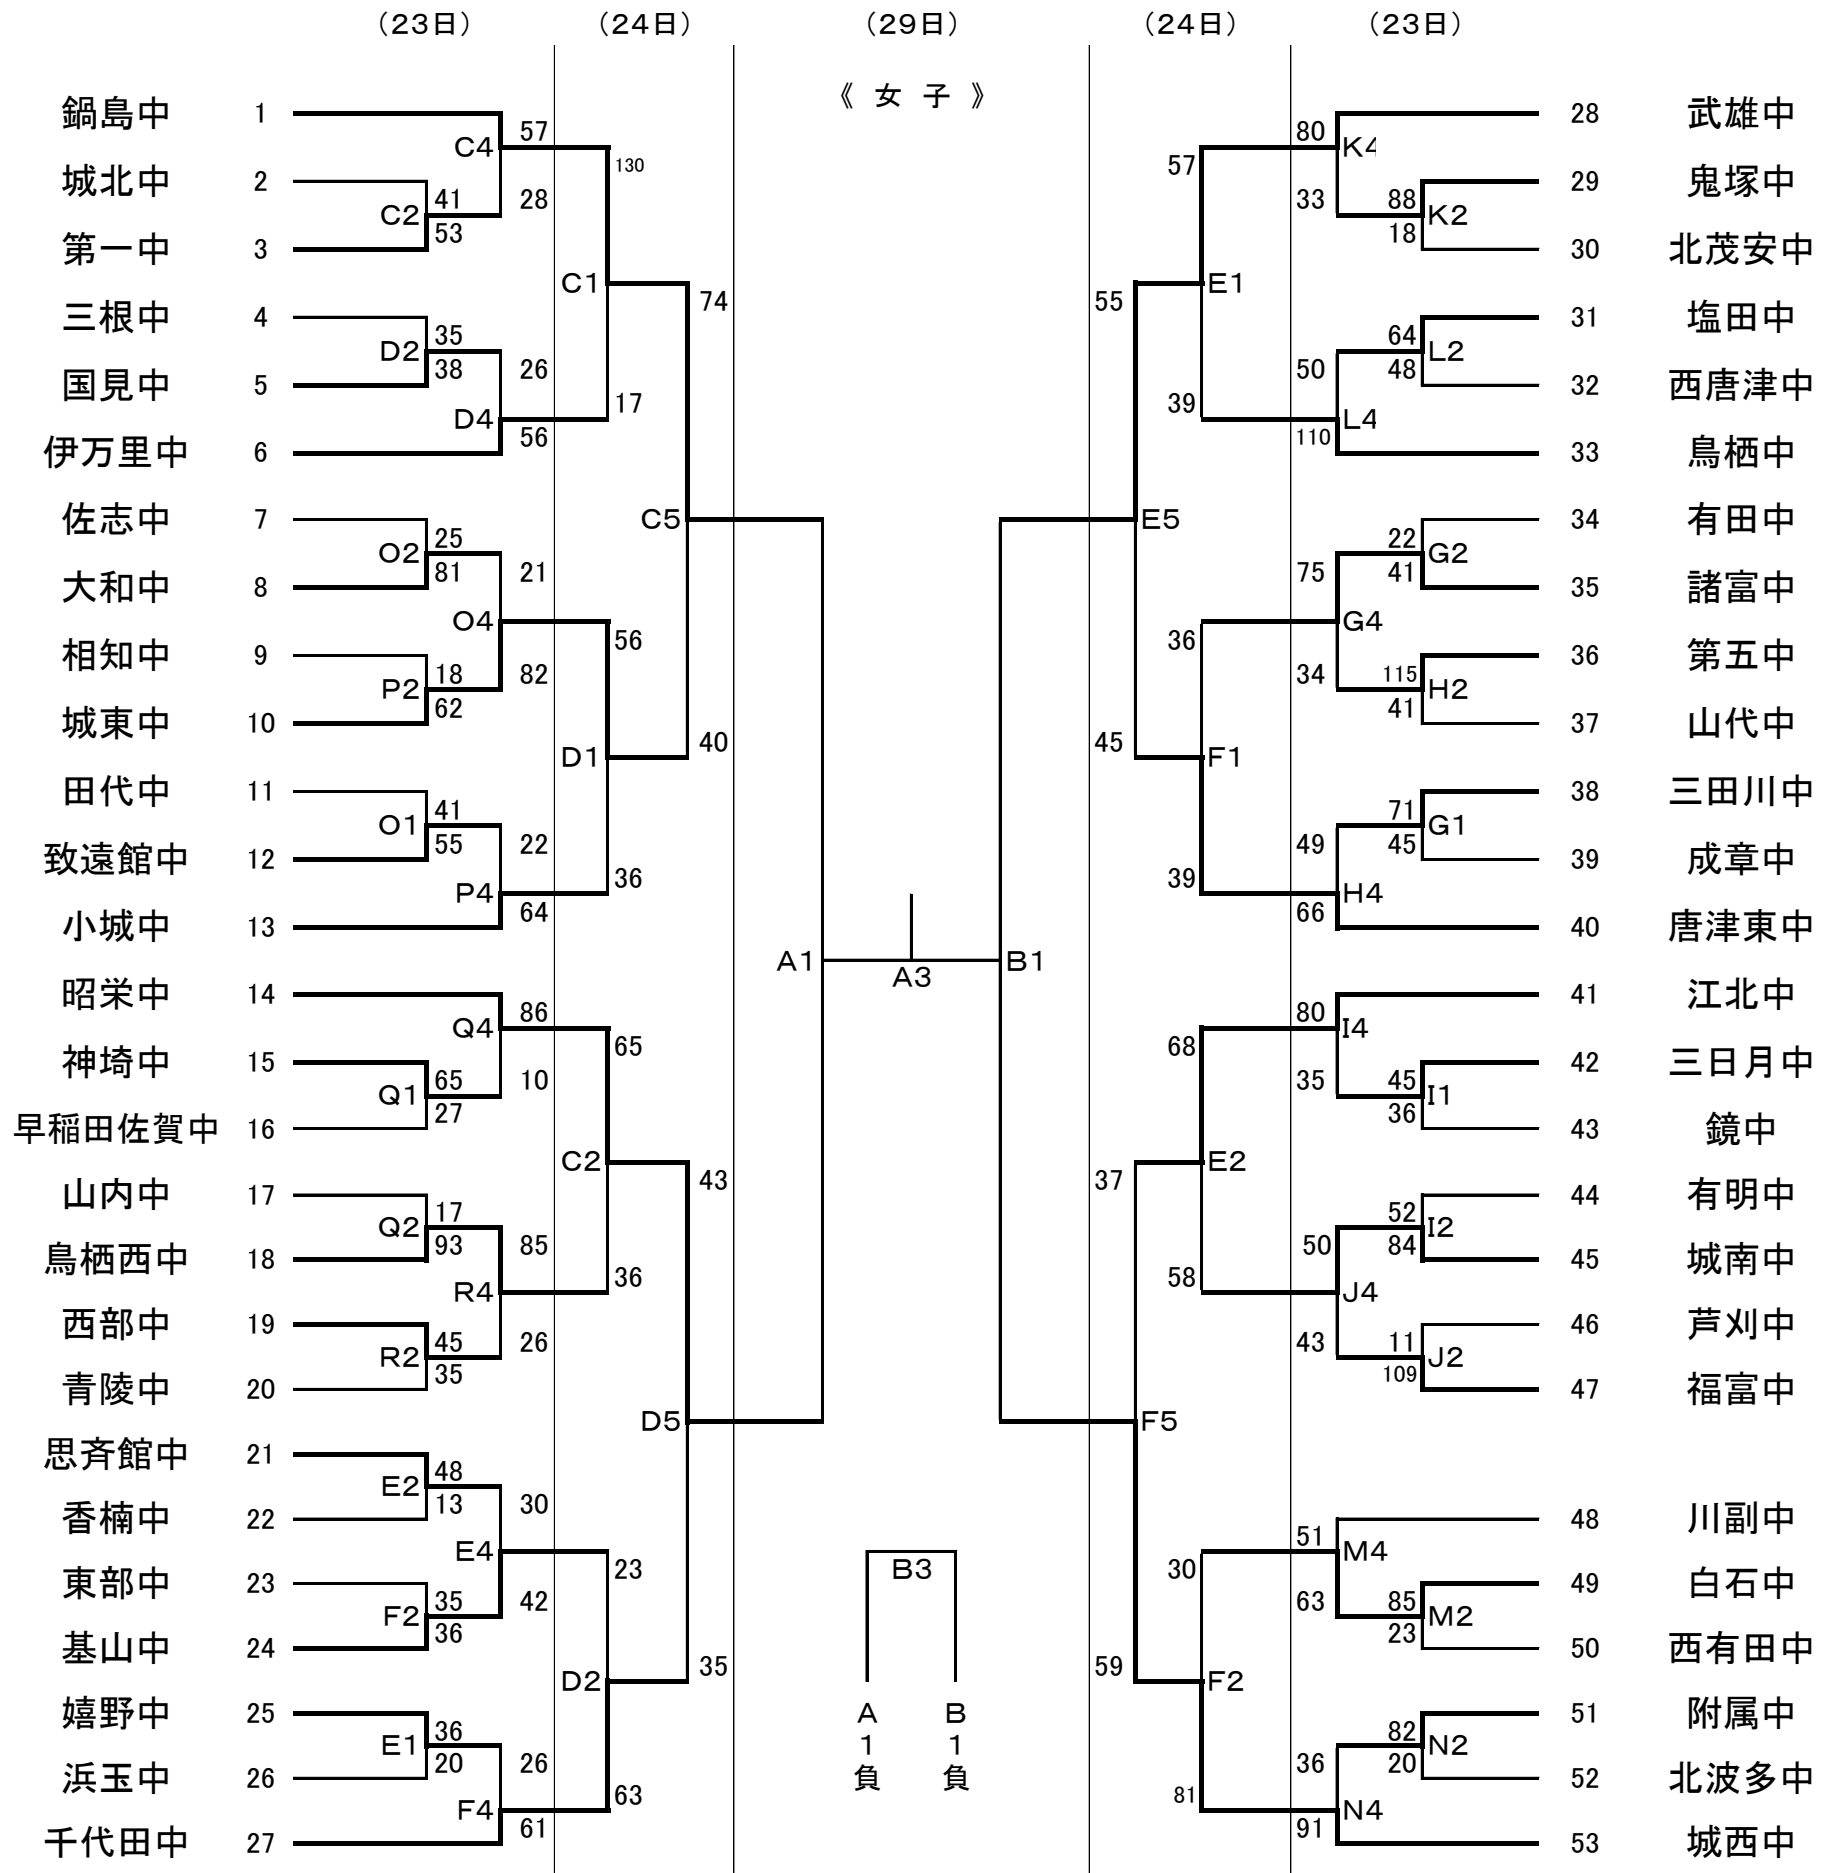 （23日） （24日） （29日） （24日） （23日）
《 女 子 》
鍋島中 1 57 80 28 武雄中
C4 130 57 K4
城北中 2 41 28 33 88 29 鬼塚中
C2 K2
第一中 3 53 18 30 北茂安中
C1 74 55 E1
三根中 4 35 64 31 塩田中
D2 L2
国見中 5 38 26 50 48 32 西唐津中
D4 17 39 L4
伊万里中 6 56 110 33 鳥栖中
佐志中 7 C5 E5 34 有田中
O2 25 22 G2
大和中 8 81 21 75 41 35 諸富中
O4 56 36 G4
相知中 9 18 82 34 115 36 第五中
P2 H2
城東中 10 62 41 37 山代中
D1 40 45 F1
田代中 11 41 71 38 三田川中
O1 G1
致遠館中 12 55 22 49 45 39 成章中
P4 36 39 H4
小城中 13 64 66 40 唐津東中
A1 A3 B1
昭栄中 14 86 80 41 江北中
Q4 65 68 I4
神埼中 15 65 10 35 45 42 三日月中
Q1 I1
早稲田佐賀中 16 27 36 43 鏡中
C2 43 37 E2
山内中 17 17 52 44 有明中
Q2 I2
鳥栖西中 18 93 85 50 84 45 城南中
R4 36 58 J4
西部中 19 45 26 43 11 46 芦刈中
R2 J2
青陵中 20 35 109 47 福富中
D5 F5
思斉館中 21 48
E2
香楠中 22 13 30 51 48 川副中
E4 23 B3 30 M4
東部中 23 35 42 63 85 49 白石中
F2 M2
基山中 24 36 23 50 西有田中
D2 35 59 F2
嬉野中 25 36 A1負 B1負 82 51 附属中
E1 N2
浜玉中 26 20 26 36 20 52 北波多中
F4 63 81 N4
千代田中 27 61 91 53 城西中